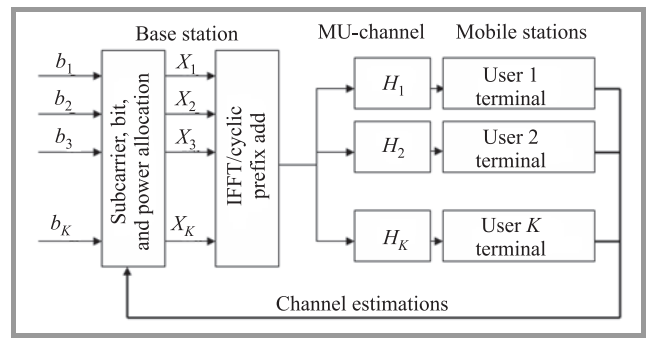 Base station
MU-channel
Mobile stations
b1
b2
b3
bK
Subcarrier, bit,
and power allocation
X1
X2
X3
XK
IFFT/cyclic
prefix add
H1
H2
HK
User 1
terminal
User 2
terminal
User K
terminal
Channel estimations